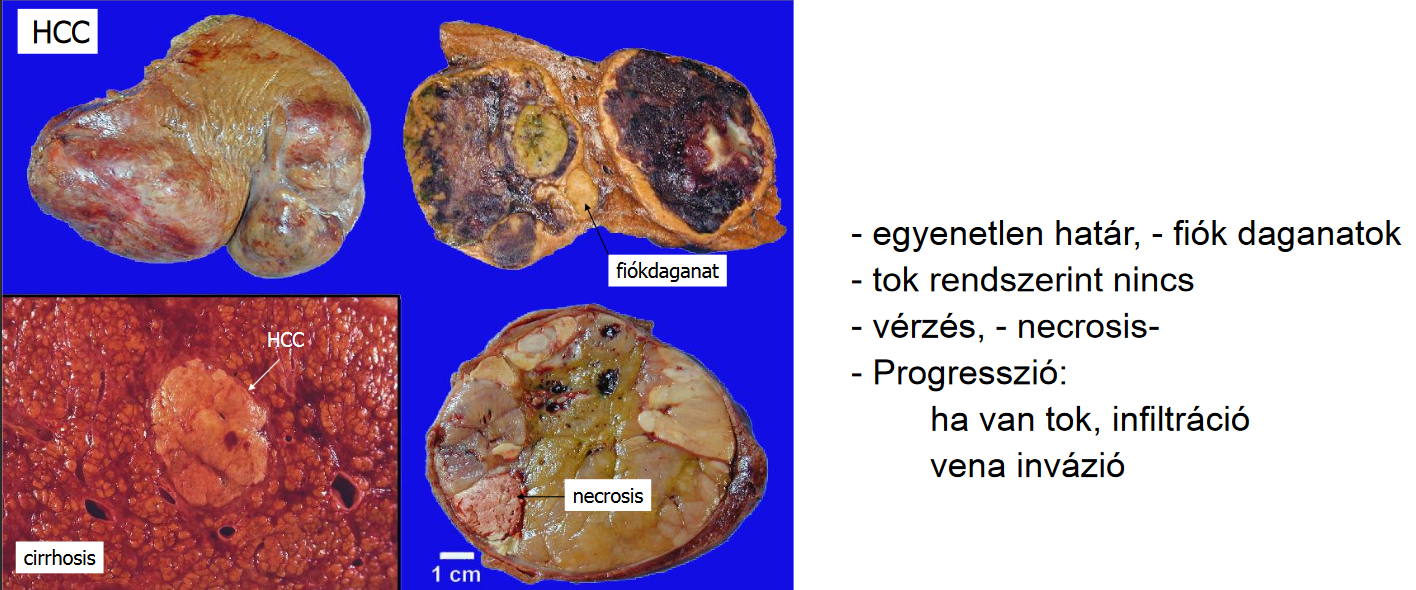 HCC
fiókdaganat
HCC
cirrhosis
necrosis
1 cm
- egyenetlen határ, - fiók daganatok
- tok rendszerint nincs
- vérzés, - necrosis-
- Progresszió:
ha van tok, infiltráció
vena invázió